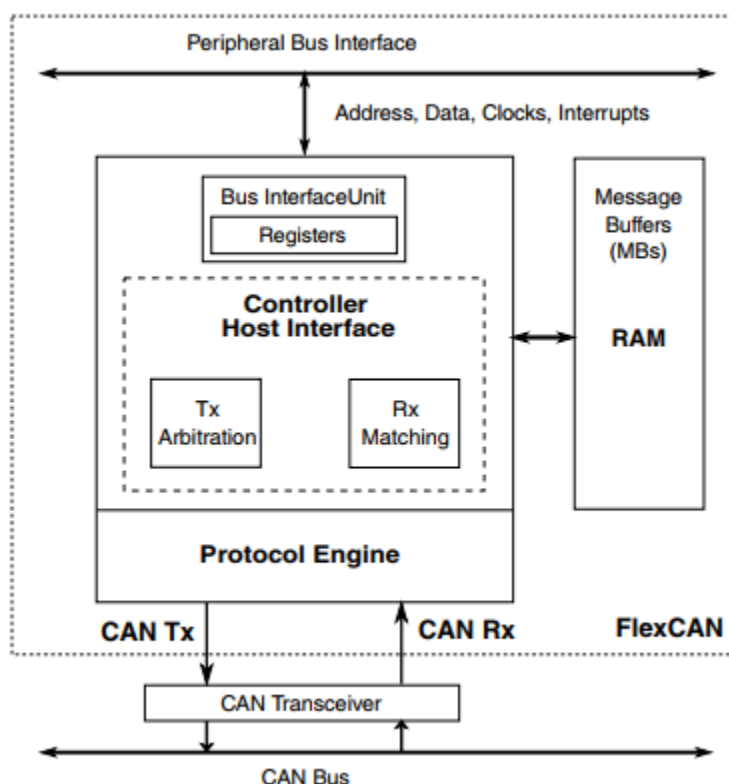 Peripheral Bus Interface
Address, Data, Clocks, Interrupts
Bus InterfaceUnit
Registers
Message
Buffers
(MBs)
RAM
Controller
Host Interface
Tx
Arbitration
Rx
Matching
Protocol Engine
CAN Tx
CAN Rx
FlexCAN
CAN Transceiver
CAN Bus